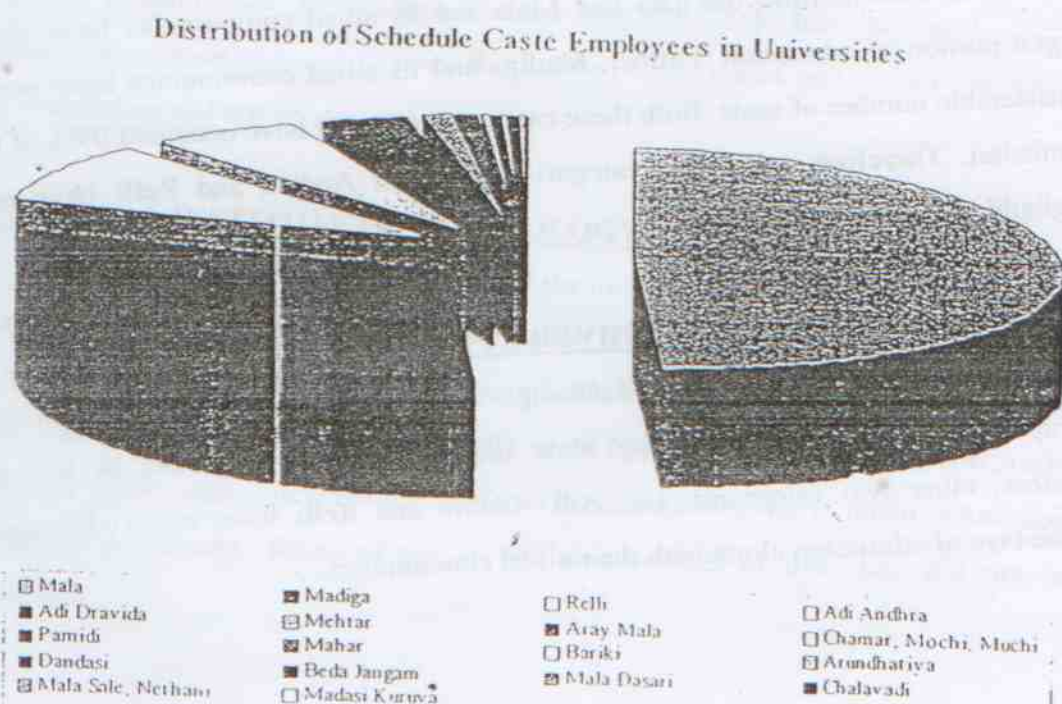 Distribution of Schedule Caste Employees in Universities
Mala
Adi Dravida
Pamidi
Dandasi
Mala Sale, Nethani
Madiga
Mehtar
Mahar
Beda Jangam
Madasi Kuruva
Relli
Aray Mala
Bariki
Mala Dasari
Adi Andhra
Chamar, Mochi, Muchi
Arundhatiya
Chalavadi